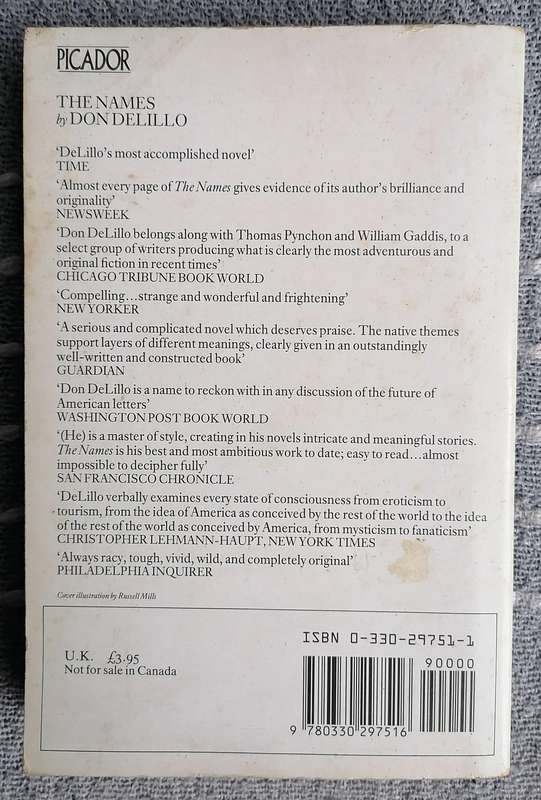 PICADOR
THE NAMES
by DON DELILLO
‘DeLillo’s most accomplished novel’
TIME
‘Almost every page of The Names gives evidence of its author’s brilliance and
originality’
NEWSWEEK
‘Don DeLillo belongs along with Thomas Pynchon and William Gaddis, to a
select group of writers producing what is clearly the most adventurous and
original fiction in recent times’
CHICAGO TRIBUNE BOOK WORLD
‘Compelling...strange and wonderful and frightening’
NEW YORKER
‘A serious and complicated novel which deserves praise. The native themes
support layers of different meanings, clearly given in an outstandingly
well-written and constructed book’
GUARDIAN
‘Don DeLillo is a name to reckon with in any discussion of the future of
American letters’
WASHINGTON POST BOOK WORLD
‘(He) is a master of style, creating in his novels intricate and meaningful stories.
The Names is his best and most ambitious work to date; easy to read...almost
impossible to decipher fully’
SAN FRANCISCO CHRONICLE
‘DeLillo verbally examines every state of consciousness from eroticism to
tourism, from the idea of America as conceived by the rest of the world to the idea
of the rest of the world as conceived by America, from mysticism to fanaticism’
CHRISTOPHER LEHMANN-HAUPT, NEW YORK TIMES
‘Always racy, tough, vivid, wild, and completely original’
PHILADELPHIA INQUIRER
Cover illustration by Russell Mills
U.K. £3·95
Not for sale in Canada
ISBN 0-330-29751-1
90000
9 780330 297516